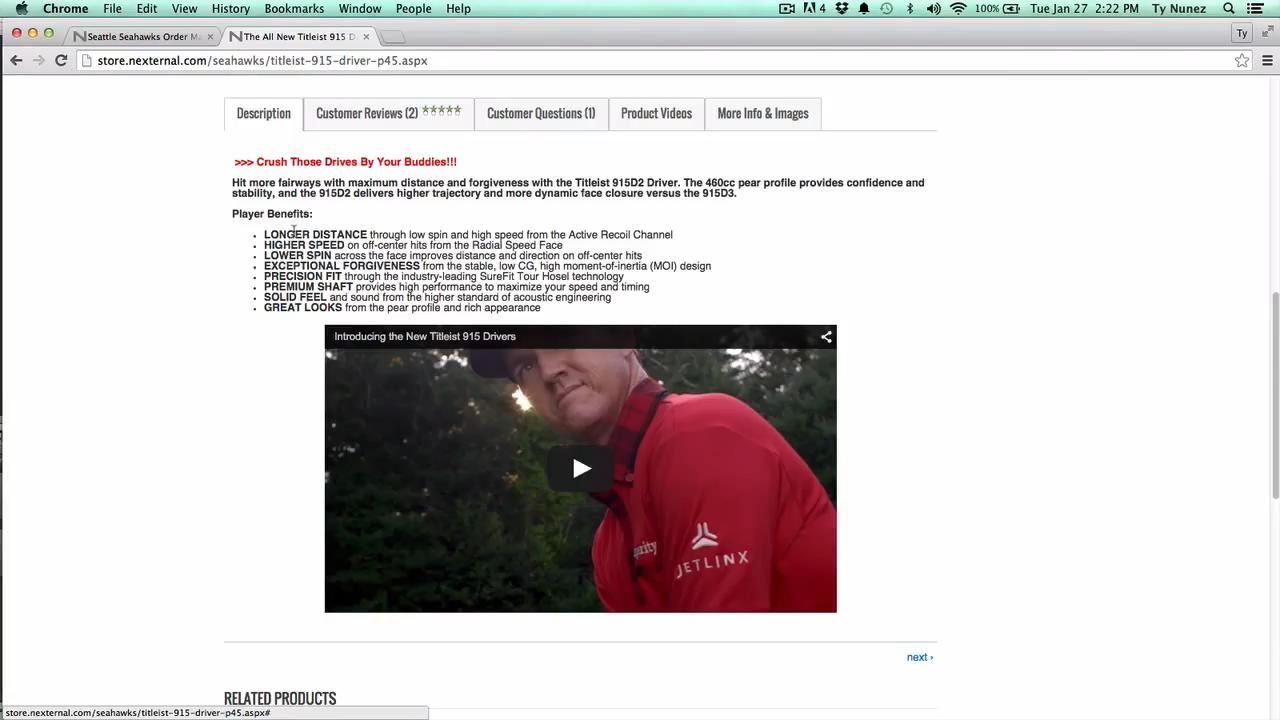 Chrome File Edit View History Bookmarks Window People Help 4 100% Tue Jan 27 2:22 PM Ty Nunez
Seattle Seahawks Order Ma × The All New Titleist 915 D × Ty
store.nexternal.com/seahawks/titleist-915-driver-p45.aspx
Description Customer Reviews (2) Customer Questions (1) Product Videos More Info & Images
>>> Crush Those Drives By Your Buddies!!!
Hit more fairways with maximum distance and forgiveness with the Titleist 915D2 Driver. The 460cc pear profile provides confidence and
stability, and the 915D2 delivers higher trajectory and more dynamic face closure versus the 915D3.
Player Benefits:
• LONGER DISTANCE through low spin and high speed from the Active Recoil Channel
• HIGHER SPEED on off-center hits from the Radial Speed Face
• LOWER SPIN across the face improves distance and direction on off-center hits
• EXCEPTIONAL FORGIVENESS from the stable, low CG, high moment-of-inertia (MOI) design
• PRECISION FIT through the industry-leading SureFit Tour Hosel technology
• PREMIUM SHAFT provides high performance to maximize your speed and timing
• SOLID FEEL and sound from the higher standard of acoustic engineering
• GREAT LOOKS from the pear profile and rich appearance
Introducing the New Titleist 915 Drivers
JETLINX
next ›
RELATED PRODUCTS
store.nexternal.com/seahawks/titleist-915-driver-p45.aspx#